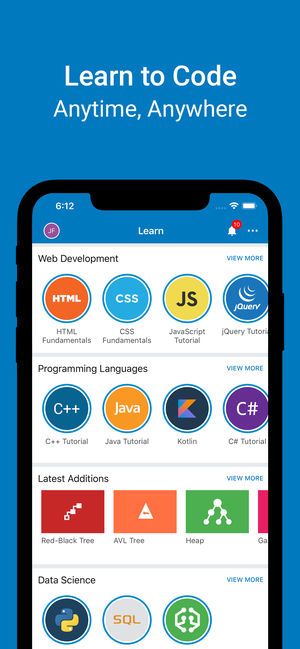 Learn to Code
Anytime, Anywhere
6:12
JF
Learn
10
Web Development
VIEW MORE
HTML
CSS
JS
jQuery
HTML Fundamentals
CSS Fundamentals
JavaScript Tutorial
jQuery Tutoria
Programming Languages
VIEW MORE
C++
Java
C#
C++ Tutorial
Java Tutorial
Kotlin
C# Tutorial
Latest Additions
VIEW MORE
Red-Black Tree
AVL Tree
Heap
Ga
Data Science
VIEW MORE
SQL